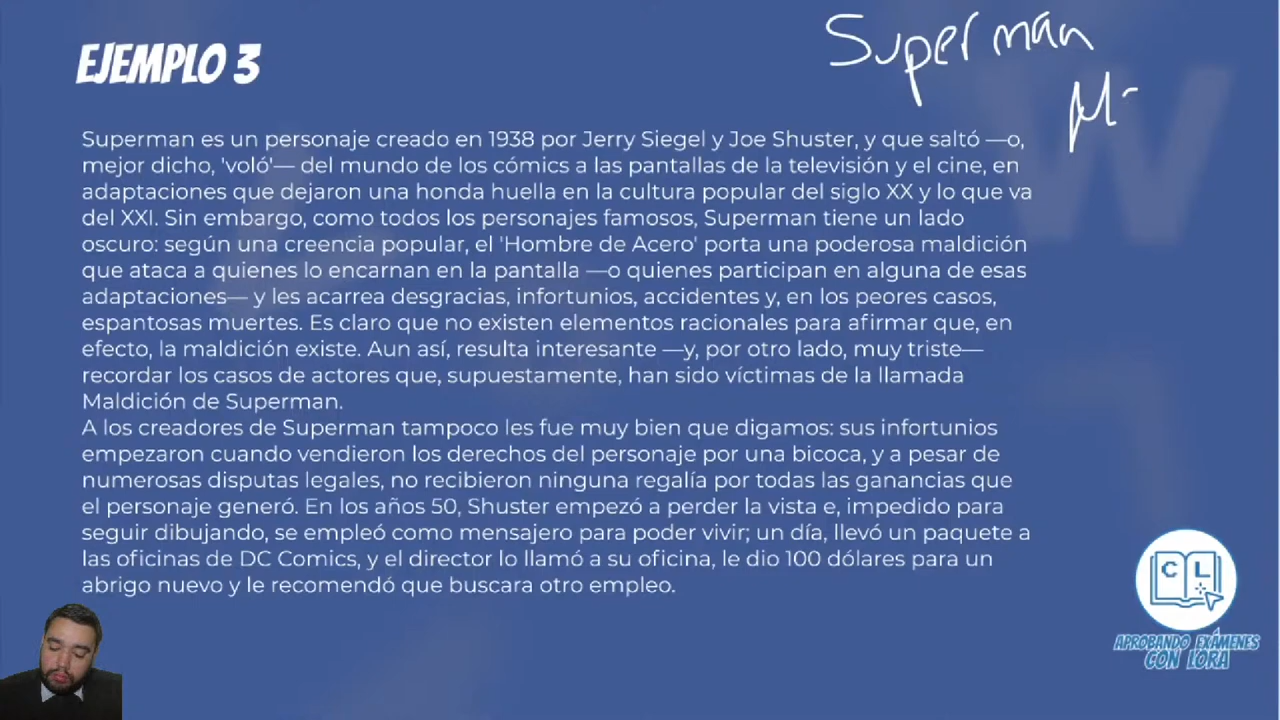 EJEMPLO 3
Superman
M
Superman es un personaje creado en 1938 por Jerry Siegel y Joe Shuster, y que saltó —o,
mejor dicho, 'voló'— del mundo de los cómics a las pantallas de la televisión y el cine, en
adaptaciones que dejaron una honda huella en la cultura popular del siglo XX y lo que va
del XXI. Sin embargo, como todos los personajes famosos, Superman tiene un lado
oscuro: según una creencia popular, el 'Hombre de Acero' porta una poderosa maldición
que ataca a quienes lo encarnan en la pantalla —o quienes participan en alguna de esas
adaptaciones— y les acarrea desgracias, infortunios, accidentes y, en los peores casos,
espantosas muertes. Es claro que no existen elementos racionales para afirmar que, en
efecto, la maldición existe. Aun así, resulta interesante —y, por otro lado, muy triste—
recordar los casos de actores que, supuestamente, han sido víctimas de la llamada
Maldición de Superman.
A los creadores de Superman tampoco les fue muy bien que digamos: sus infortunios
empezaron cuando vendieron los derechos del personaje por una bicoca, y a pesar de
numerosas disputas legales, no recibieron ninguna regalía por todas las ganancias que
el personaje generó. En los años 50, Shuster empezó a perder la vista e, impedido para
seguir dibujando, se empleó como mensajero para poder vivir; un día, llevó un paquete a
las oficinas de DC Comics, y el director lo llamó a su oficina, le dio 100 dólares para un
abrigo nuevo y le recomendó que buscara otro empleo.
C L
APROBANDO EXÁMENES
CON LORA